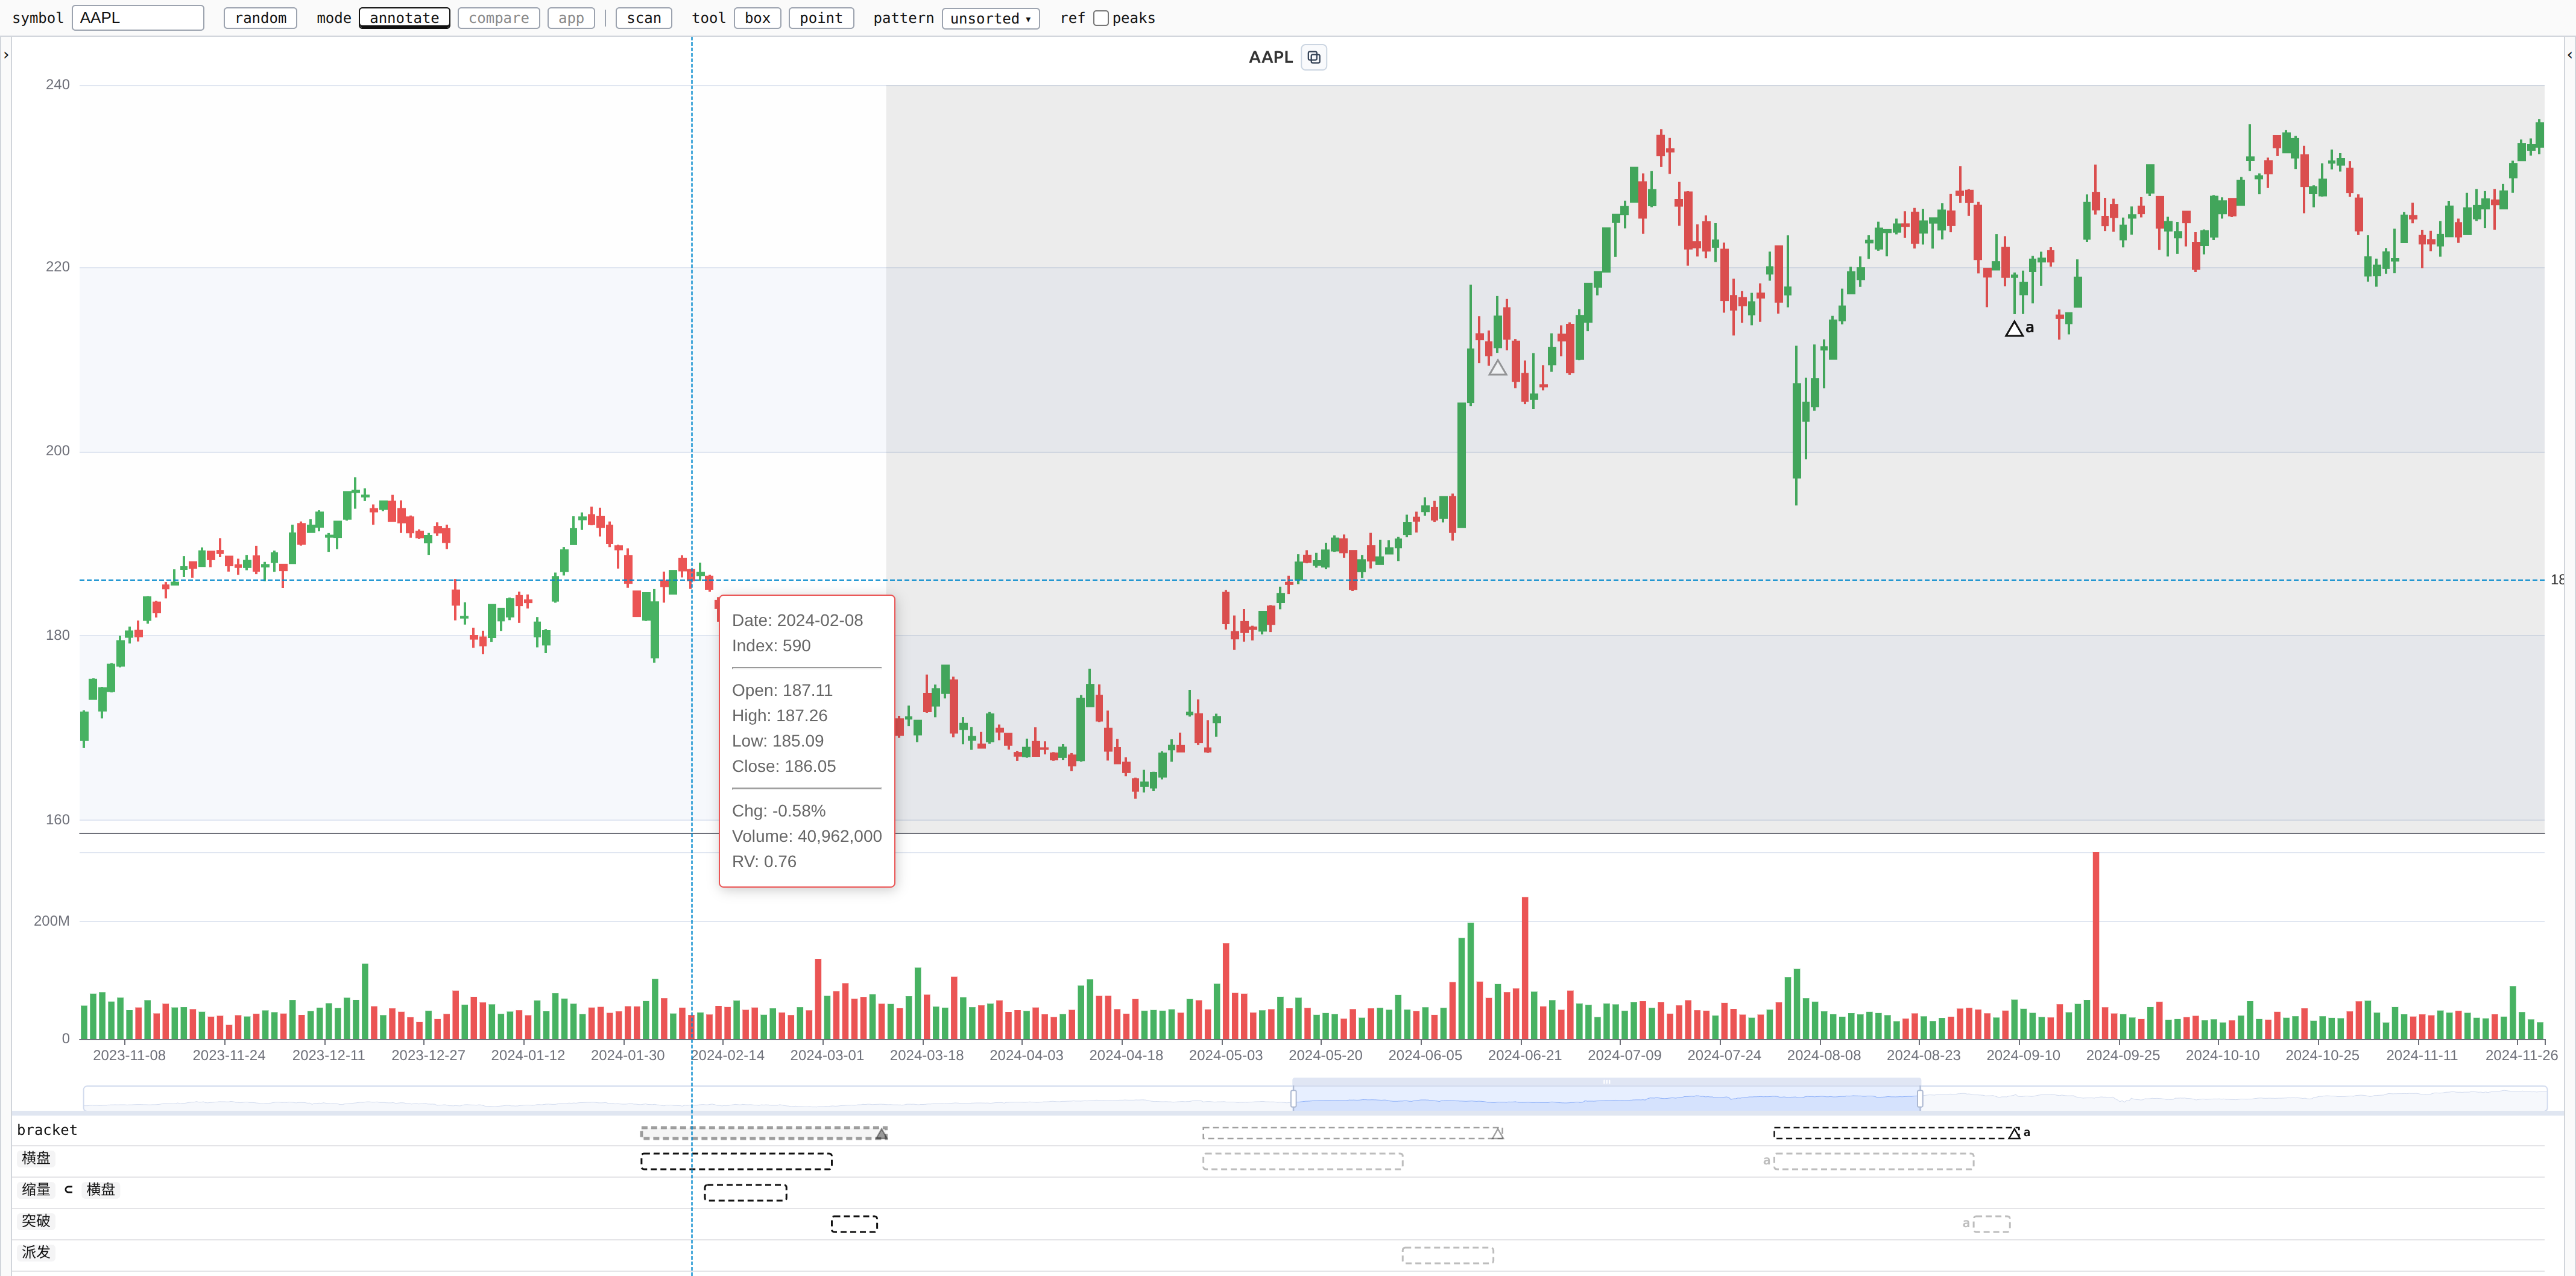 symbol AAPL random mode annotate compare app | scan tool box point pattern unsorted ▾ ref peaks
› ‹
AAPL
240
220
200
180
160
a
18
Date: 2024-02-08
Index: 590
Open: 187.11
High: 187.26
Low: 185.09
Close: 186.05
Chg: -0.58%
Volume: 40,962,000
RV: 0.76
200M
0
2023-11-08 2023-11-24 2023-12-11 2023-12-27 2024-01-12 2024-01-30 2024-02-14 2024-03-01 2024-03-18 2024-04-03 2024-04-18 2024-05-03 2024-05-20 2024-06-05 2024-06-21 2024-07-09 2024-07-24 2024-08-08 2024-08-23 2024-09-10 2024-09-25 2024-10-10 2024-10-25 2024-11-11 2024-11-26
bracket a
横盘 a
缩量 ⊂ 横盘
突破 a
派发